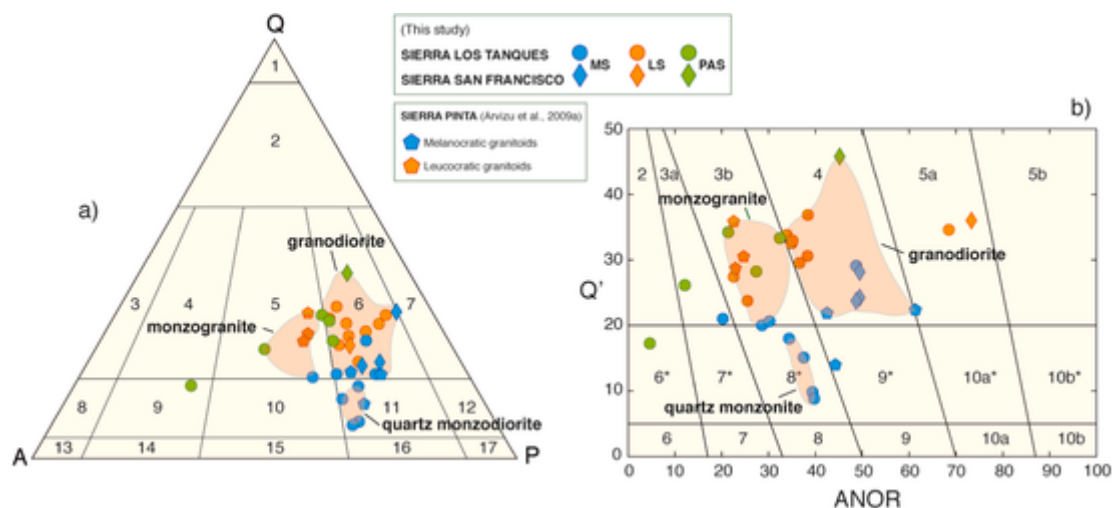 (This study)
SIERRA LOS TANQUES MS LS PAS
SIERRA SAN FRANCISCO
SIERRA PINTA (Arvizu et al., 2009a)
Melanocratic granitoids
Leucocratic granitoids
a)
Q
1
2
granodiorite
3 4 5 6 7
monzogranite
8 9 10 11 12
quartz monzodiorite
A 13 14 15 16 17 P
b)
50
2 3a 3b 4 5a 5b
monzogranite
40
granodiorite
30
Q'
20
6* 7* 8* 9* 10a* 10b*
10
quartz monzonite
6 7 8 9 10a 10b
0
0 10 20 30 40 50 60 70 80 90 100
ANOR